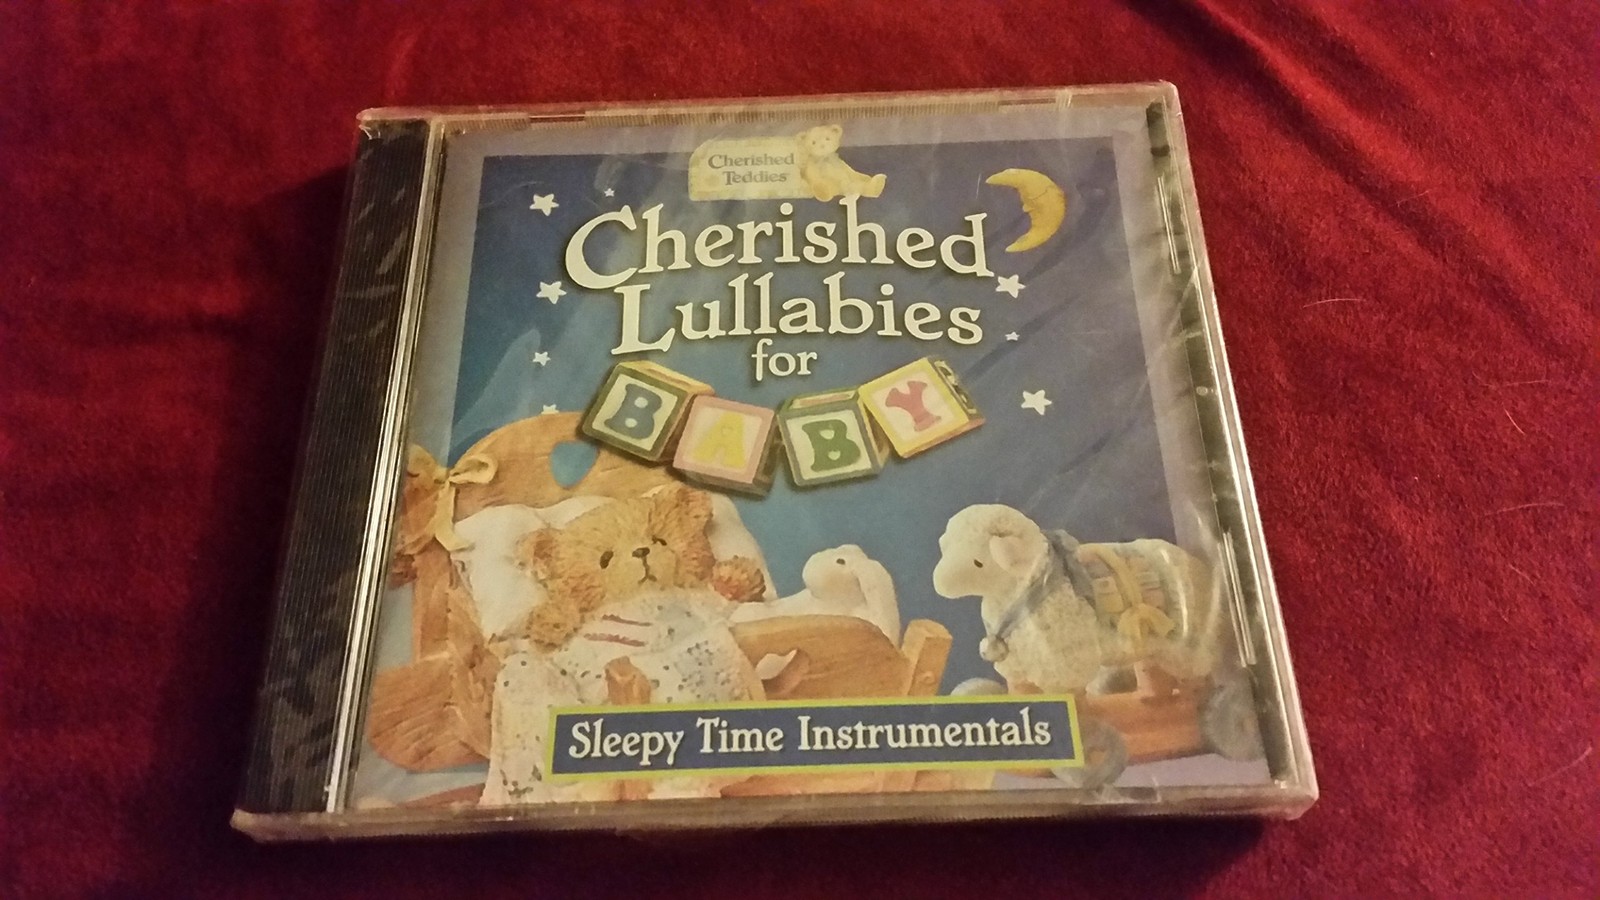 Cherished
Teddies
Cherished
Lullabies
for
BABY
Sleepy Time Instrumentals